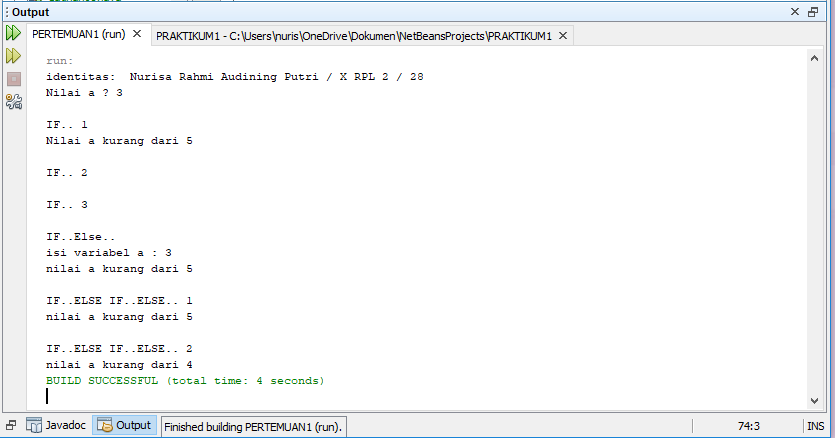 Output
PERTEMUAN1 (run)
PRAKTIKUM1 - C:\Users\nuris\OneDrive\Dokumen\NetBeansProjects\PRAKTIKUM1
run:
identitas:  Nurisa Rahmi Audining Putri / X RPL 2 / 28
Nilai a ? 3
IF.. 1
Nilai a kurang dari 5
IF.. 2
IF.. 3
IF..Else..
isi variabel a : 3
nilai a kurang dari 5
IF..ELSE IF..ELSE.. 1
nilai a kurang dari 5
IF..ELSE IF..ELSE.. 2
nilai a kurang dari 4
BUILD SUCCESSFUL (total time: 4 seconds)
Javadoc
Output
Finished building PERTEMUAN1 (run).
74:3
INS